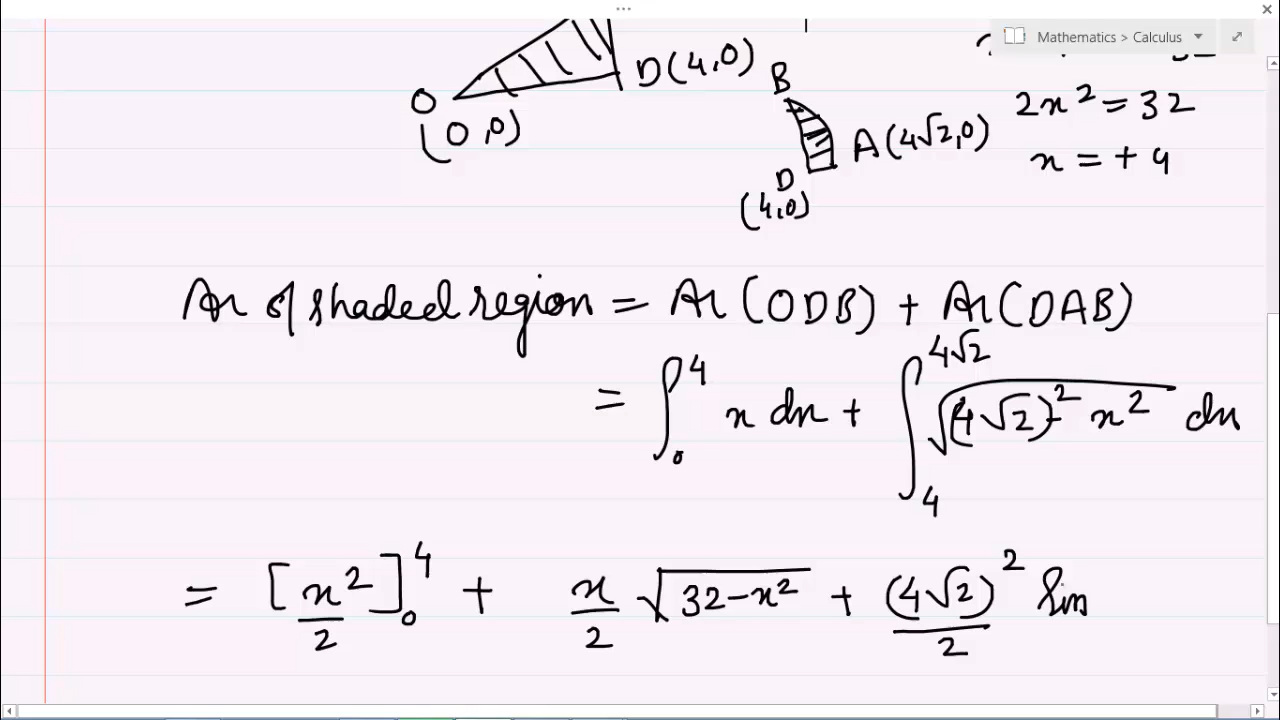 Mathematics > Calculus
D(4,0)
B
O
(0,0)
2x² = 32
A(4√2,0)
x = + 4
D
(4,0)
Ar of shaded region = Ar(ODB) + Ar(DAB)
= ∫₀⁴ x dx + ∫₄^{4√2} √(4√2)² - x² dx
= [x²/2]₀⁴ + x/2 √32-x² + (4√2)²/2 sin